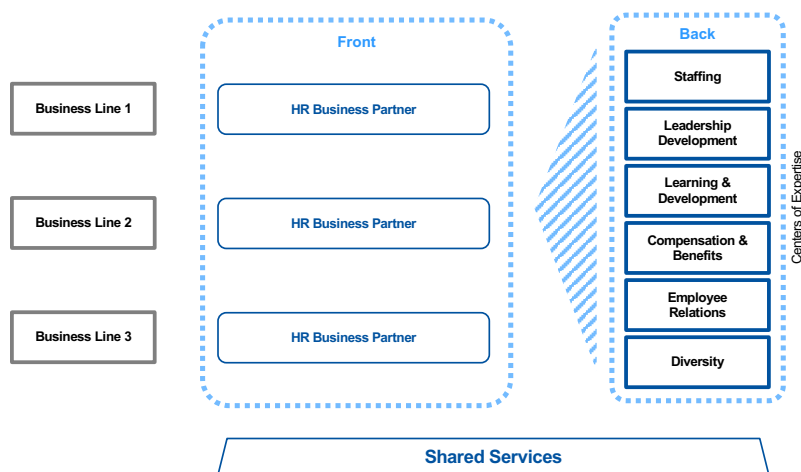 Front
Back
Business Line 1
HR Business Partner
Business Line 2
HR Business Partner
Business Line 3
HR Business Partner
Staffing
Leadership
Development
Learning &
Development
Compensation &
Benefits
Employee
Relations
Diversity
Centers of Expertise
Shared Services